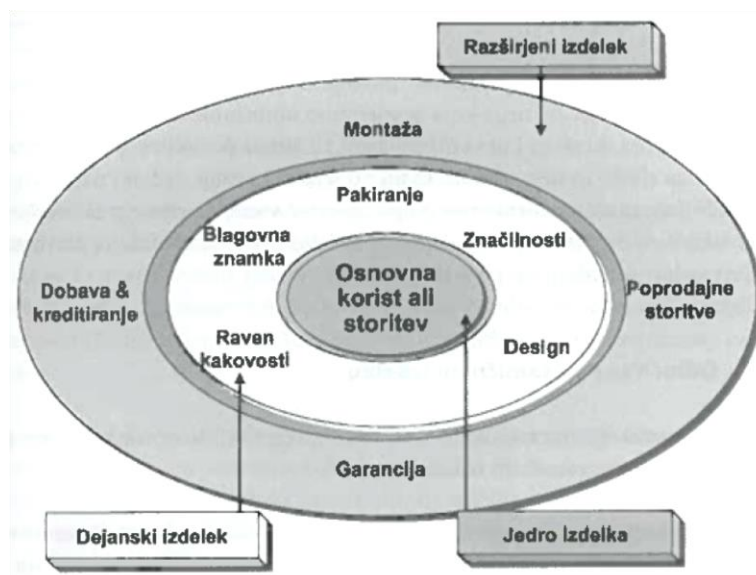 Razširjeni izdelek
Montaža
Pakiranje
Blagovna
znamka
Značilnosti
Osnovna
korist ali
storitev
Dobava &
kreditiranje
Poprodajne
storitve
Raven
kakovosti
Design
Garancija
Dejanski izdelek
Jedro izdelka